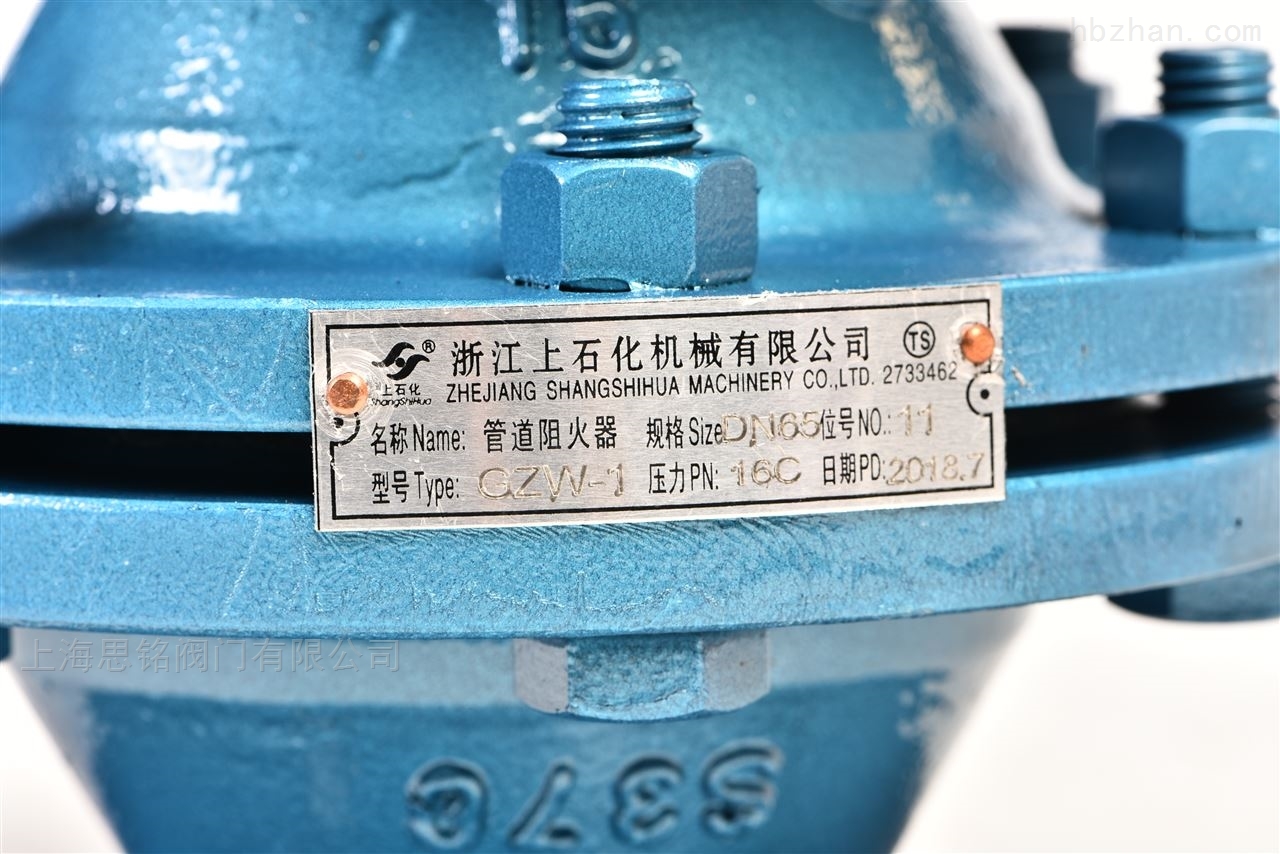 hbzhan.com
16
浙江上石化机械有限公司 TS
®
上石化
ShangShiHua
ZHEJIANG SHANGSHIHUA MACHINERY CO.,LTD. 2733462
名称Name: 管道阻火器 规格Size DN65 位号NO.: 11
型号Type: GZW-1 压力PN: 16C 日期PD: 2018.7
上海思铭阀门有限公司